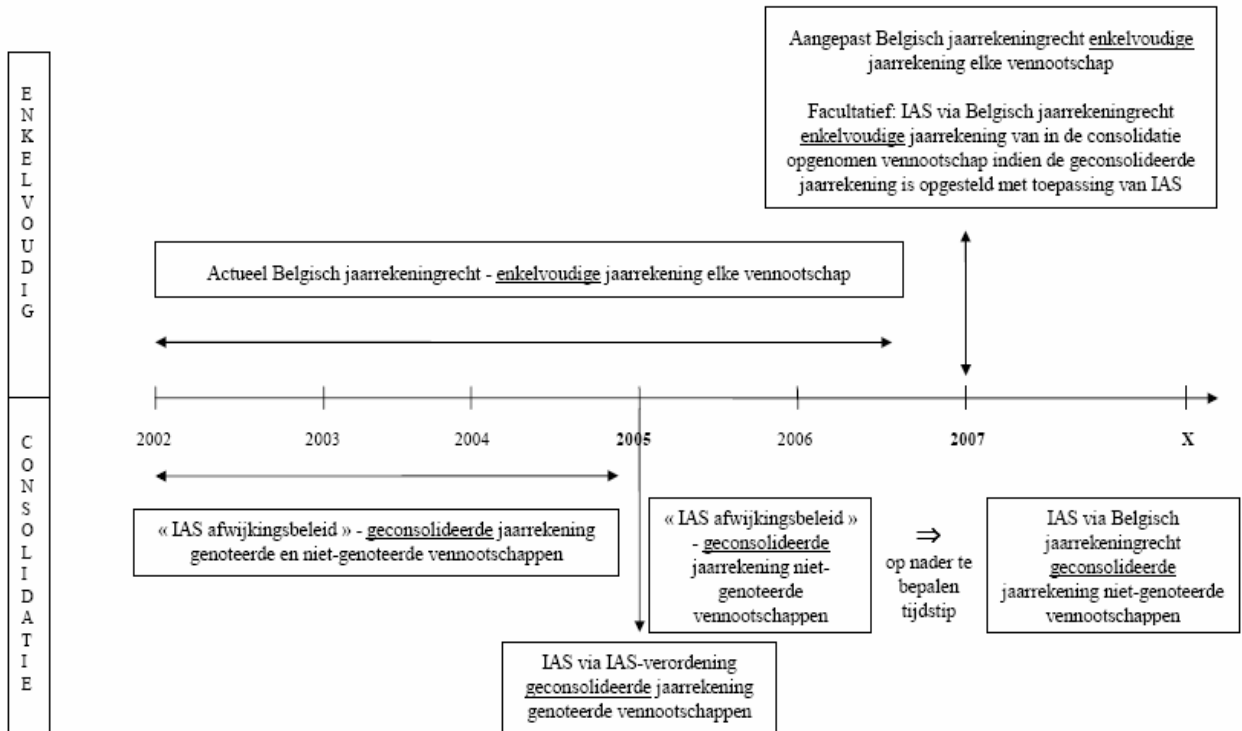 ENKELVOUDIG
Aangepast Belgisch jaarrekeningrecht enkelvoudige
jaarrekening elke vennootschap
Facultatief: IAS via Belgisch jaarrekeningrecht
enkelvoudige jaarrekening van in de consolidatie
opgenomen vennootschap indien de geconsolideerde
jaarrekening is opgesteld met toepassing van IAS
Actueel Belgisch jaarrekeningrecht - enkelvoudige jaarrekening elke vennootschap
CONSOLIDATIE
2002 2003 2004 2005 2006 2007 X
« IAS afwijkingsbeleid » - geconsolideerde jaarrekening
genoteerde en niet-genoteerde vennootschappen
« IAS afwijkingsbeleid »
- geconsolideerde
jaarrekening niet-
genoteerde
vennootschappen
⇒
op nader te
bepalen
tijdstip
IAS via Belgisch
jaarrekeningrecht
geconsolideerde
jaarrekening niet-genoteerde
vennootschappen
IAS via IAS-verordening
geconsolideerde jaarrekening
genoteerde vennootschappen